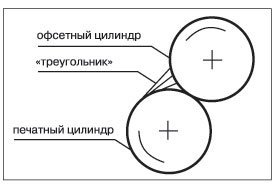 офсетный цилиндр
«треугольник»
печатный цилиндр